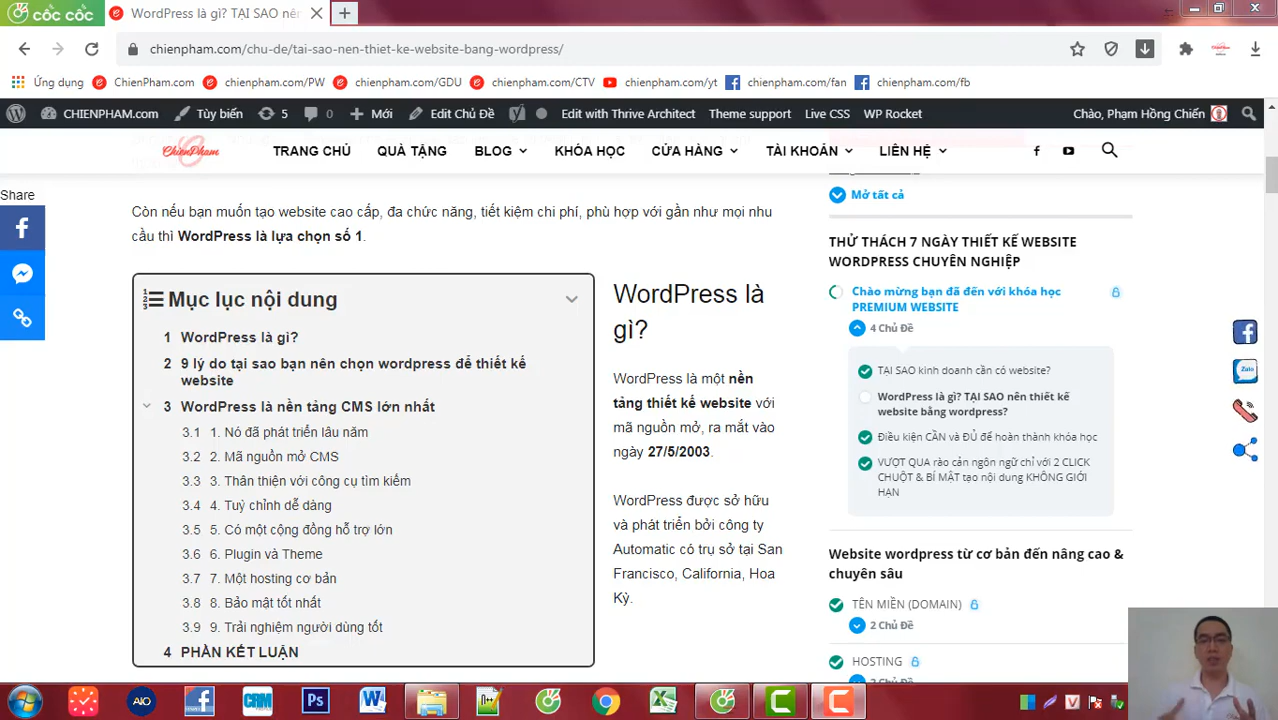 cốc cốc
WordPress là gì? TẠI SAO nên
chienpham.com/chu-de/tai-sao-nen-thiet-ke-website-bang-wordpress/
Ứng dụng
ChienPham.com
chienpham.com/PW
chienpham.com/GDU
chienpham.com/CTV
chienpham.com/yt
chienpham.com/fan
chienpham.com/fb
CHIENPHAM.com
Tùy biến
5
0
Mới
Edit Chủ Đề
Edit with Thrive Architect
Theme support
Live CSS
WP Rocket
Chào, Phạm Hồng Chiến
ChienPham
TRANG CHỦ
QUÀ TẶNG
BLOG
KHÓA HỌC
CỬA HÀNG
TÀI KHOẢN
LIÊN HỆ
Share
Còn nếu bạn muốn tạo website cao cấp, đa chức năng, tiết kiệm chi phí, phù hợp với gần như mọi nhu
cầu thì WordPress là lựa chọn số 1.
Mục lục nội dung
1 WordPress là gì?
2 9 lý do tại sao bạn nên chọn wordpress để thiết kế
website
3 WordPress là nền tảng CMS lớn nhất
3.1 1. Nó đã phát triển lâu năm
3.2 2. Mã nguồn mở CMS
3.3 3. Thân thiện với công cụ tìm kiếm
3.4 4. Tuỳ chỉnh dễ dàng
3.5 5. Có một cộng đồng hỗ trợ lớn
3.6 6. Plugin và Theme
3.7 7. Một hosting cơ bản
3.8 8. Bảo mật tốt nhất
3.9 9. Trải nghiệm người dùng tốt
4 PHẦN KẾT LUẬN
WordPress là
gì?
WordPress là một nền
tảng thiết kế website với
mã nguồn mở, ra mắt vào
ngày 27/5/2003.
WordPress được sở hữu
và phát triển bởi công ty
Automatic có trụ sở tại San
Francisco, California, Hoa
Kỳ.
Mở tất cả
THỬ THÁCH 7 NGÀY THIẾT KẾ WEBSITE
WORDPRESS CHUYÊN NGHIỆP
Chào mừng bạn đã đến với khóa học
PREMIUM WEBSITE
4 Chủ Đề
TẠI SAO kinh doanh cần có website?
WordPress là gì? TẠI SAO nên thiết kế
website bằng wordpress?
Điều kiện CẦN và ĐỦ để hoàn thành khóa học
VƯỢT QUA rào cản ngôn ngữ chỉ với 2 CLICK
CHUỘT & BÍ MẬT tạo nội dung KHÔNG GIỚI
HẠN
Website wordpress từ cơ bản đến nâng cao &
chuyên sâu
TÊN MIỀN (DOMAIN)
2 Chủ Đề
HOSTING
Zalo
AIO
CRM
Ps